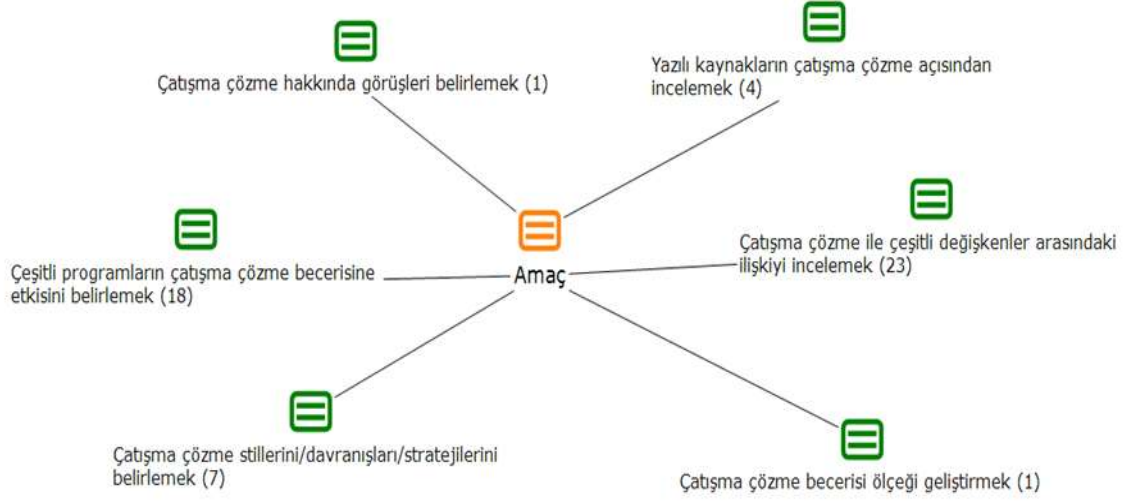 Çatışma çözme hakkında görüşleri belirlemek (1)
Yazılı kaynakların çatışma çözme açısından
incelemek (4)
Çeşitli programların çatışma çözme becerisine
etkisini belirlemek (18)
Amaç
Çatışma çözme ile çeşitli değişkenler arasındaki
ilişkiyi incelemek (23)
Çatışma çözme stillerini/davranışları/stratejilerini
belirlemek (7)
Çatışma çözme becerisi ölçeği geliştirmek (1)